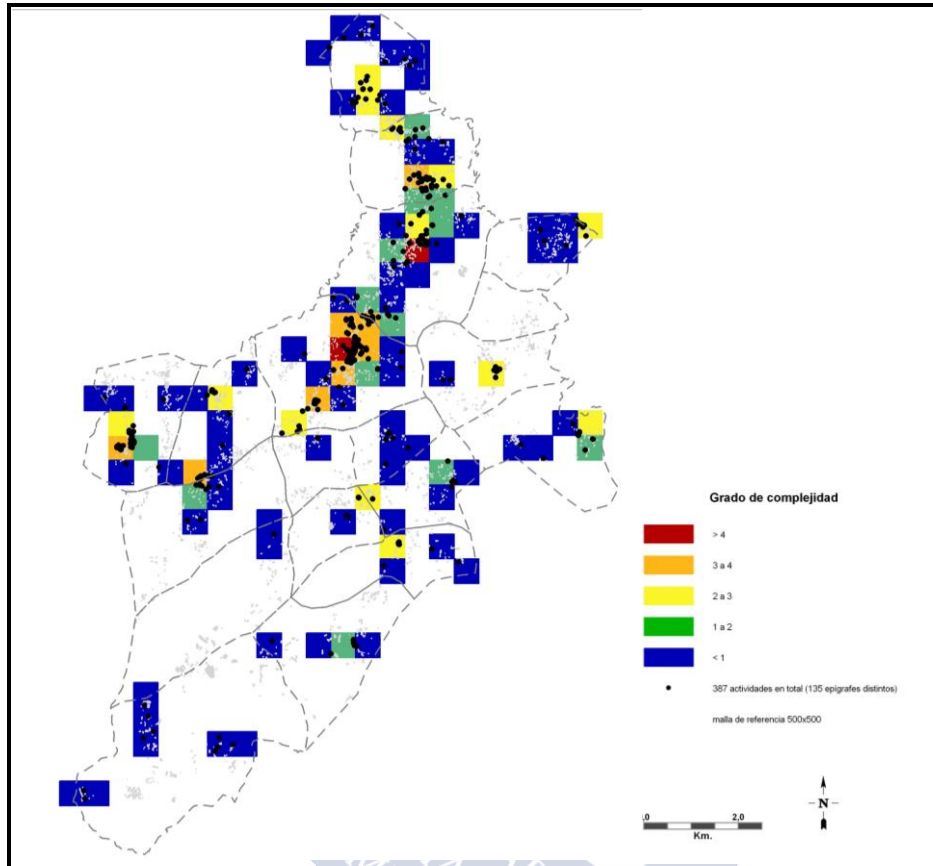 Grado de complejidad
> 4
3 a 4
2 a 3
1 a 2
< 1
387 actividades en total (135 epígrafes distintos)
malla de referencia 500x500
N
,0 2,0
Km.